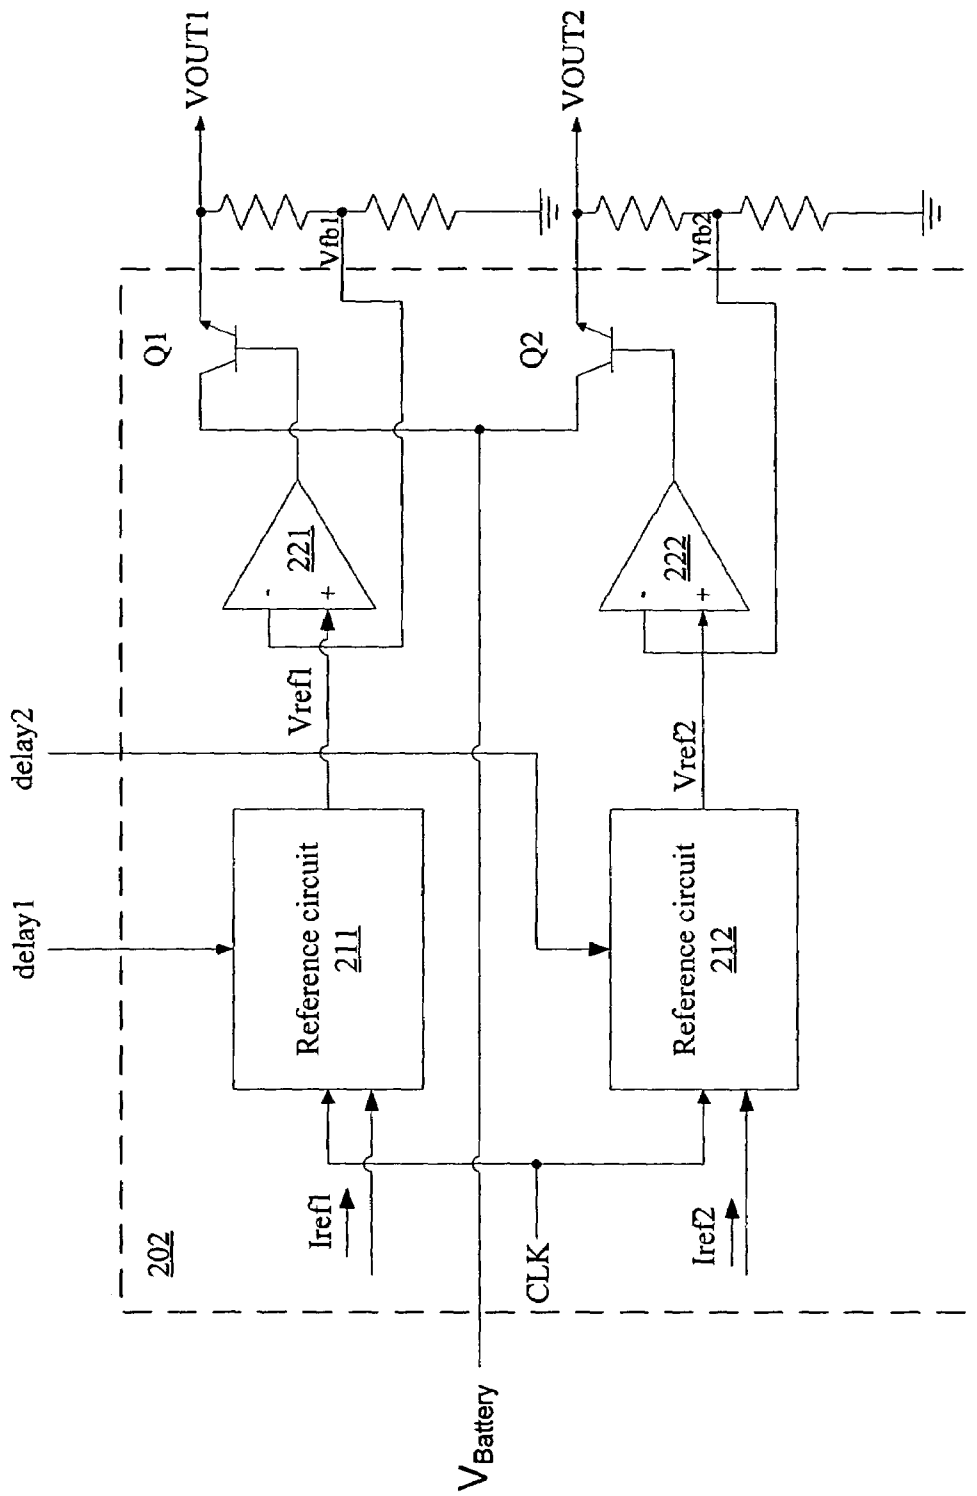 202
delay1
delay2
Iref1
Reference circuit
211
Vref1
-
+
221
Q1
Vfb1
VOUT1
CLK
VBattery
Iref2
Reference circuit
212
Vref2
-
+
222
Q2
Vfb2
VOUT2